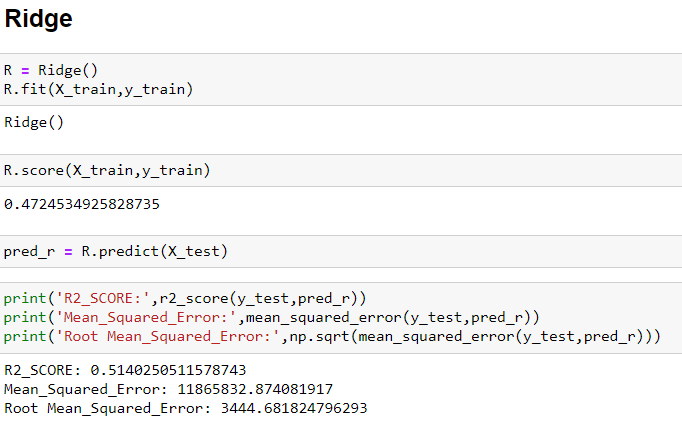 Ridge
R = Ridge()
R.fit(X_train,y_train)
Ridge()
R.score(X_train,y_train)
0.4724534925828735
pred_r = R.predict(X_test)
print('R2_SCORE:',r2_score(y_test,pred_r))
print('Mean_Squared_Error:',mean_squared_error(y_test,pred_r))
print('Root Mean_Squared_Error:',np.sqrt(mean_squared_error(y_test,pred_r)))
R2_SCORE: 0.5140250511578743
Mean_Squared_Error: 11865832.874081917
Root Mean_Squared_Error: 3444.681824796293